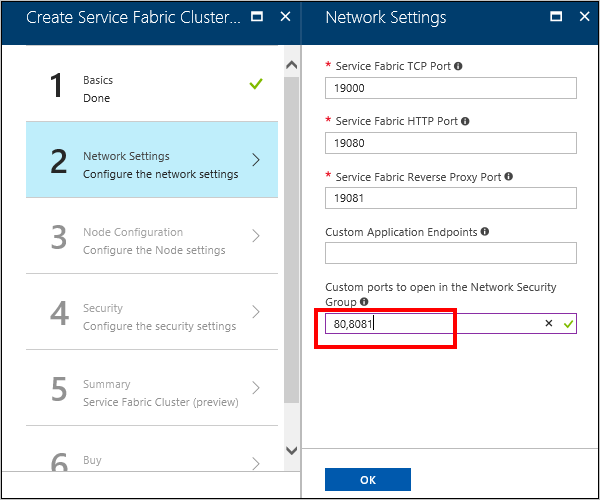 Create Service Fabric Cluster...
1
Basics
Done
2
Network Settings
Configure the network settings
3
Node Configuration
Configure the Node settings
4
Security
Configure the security settings
5
Summary
Service Fabric Cluster (preview)
6
Buy
Network Settings
* Service Fabric TCP Port
19000
* Service Fabric HTTP Port
19080
* Service Fabric Reverse Proxy Port
19081
Custom Application Endpoints
Custom ports to open in the Network Security
Group
80,8081
OK